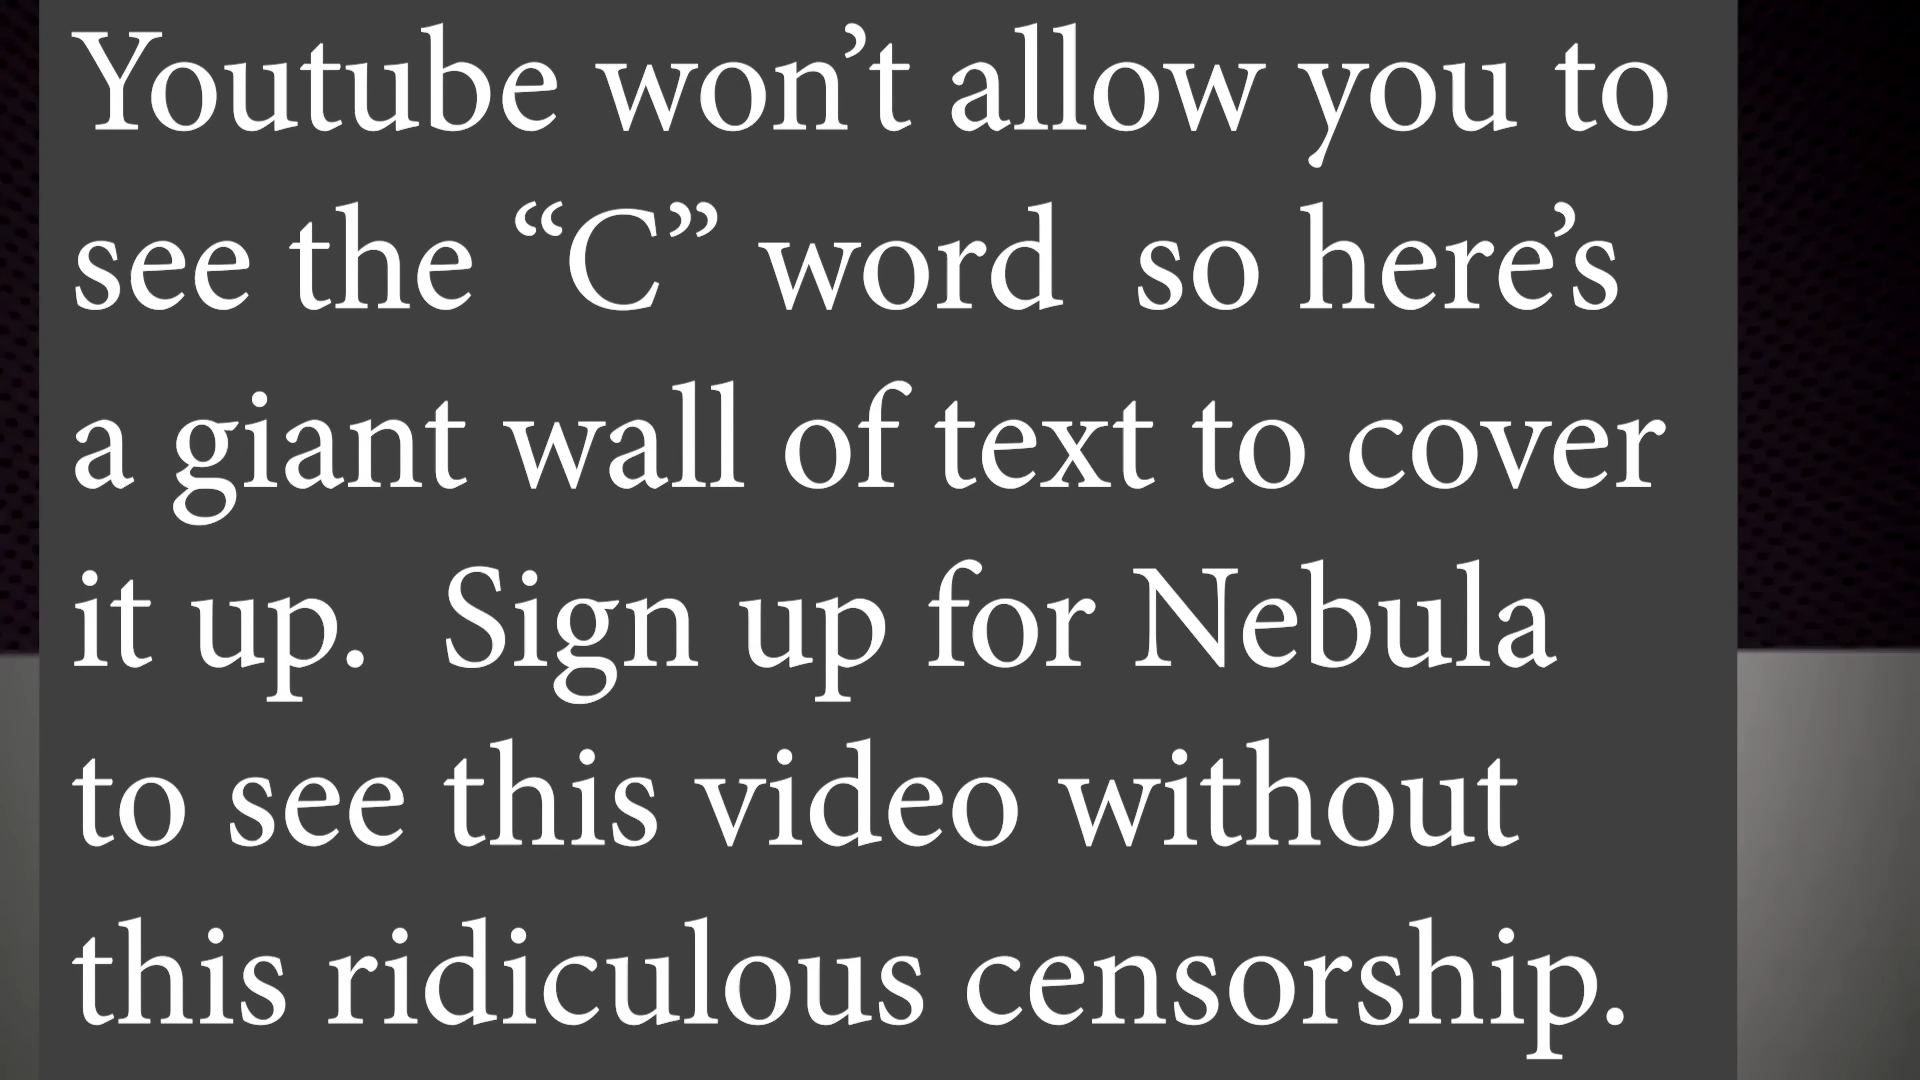 Youtube won’t allow you to
see the “C” word  so here’s
a giant wall of text to cover
it up.  Sign up for Nebula
to see this video without
this ridiculous censorship.